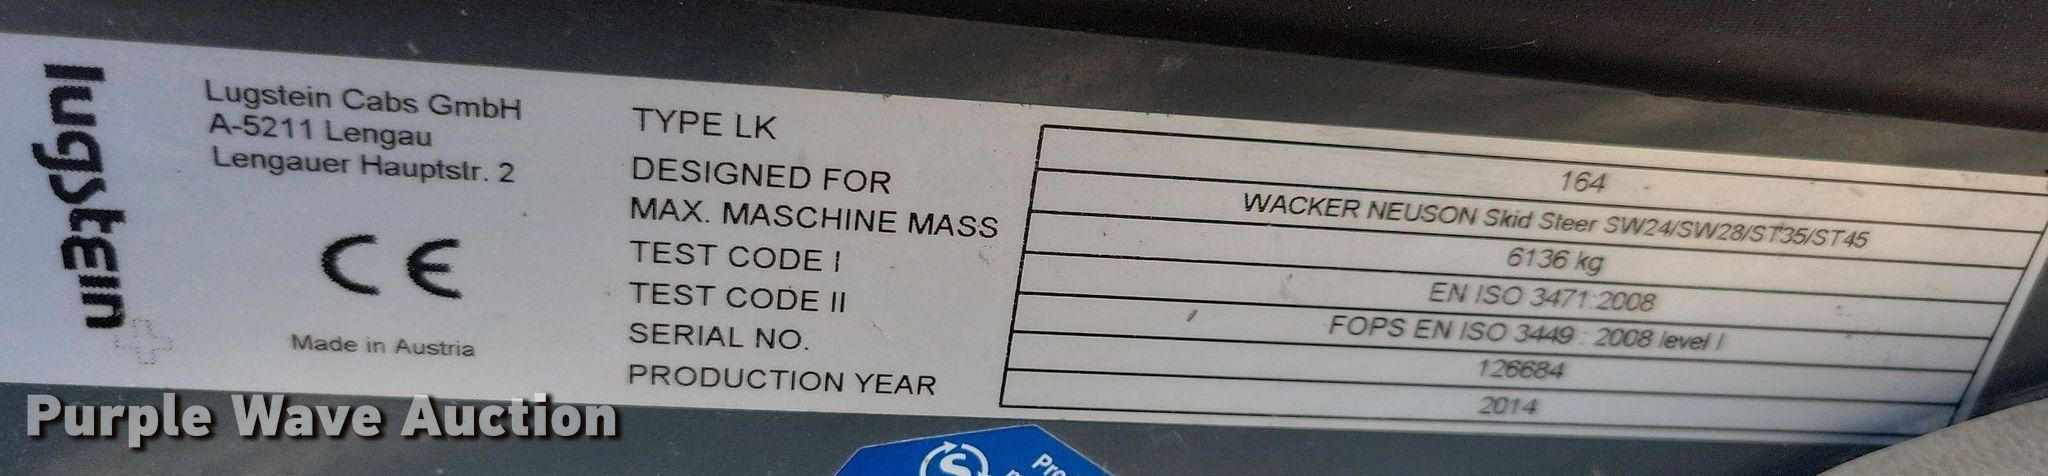 lugstein
Lugstein Cabs GmbH
A-5211 Lengau
Lengauer Hauptstr. 2
CE
Made in Austria
TYPE LK 164
DESIGNED FOR WACKER NEUSON Skid Steer SW24/SW28/ST35/ST45
MAX. MASCHINE MASS 6136 kg
TEST CODE I EN ISO 3471:2008
TEST CODE II FOPS EN ISO 3449 : 2008 level I
SERIAL NO. 126684
PRODUCTION YEAR 2014
Purple Wave Auction
S